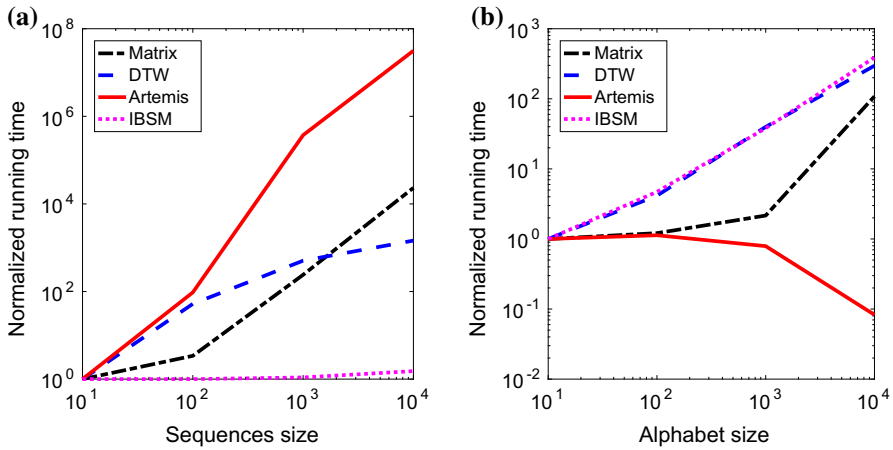 (a)
Normalized running time
10^8
10^6
10^4
10^2
10^0
Matrix
DTW
Artemis
IBSM
10^1 10^2 10^3 10^4
Sequences size
(b)
Normalized running time
10^3
10^2
10^1
10^0
10^-1
10^-2
Matrix
DTW
Artemis
IBSM
10^1 10^2 10^3 10^4
Alphabet size